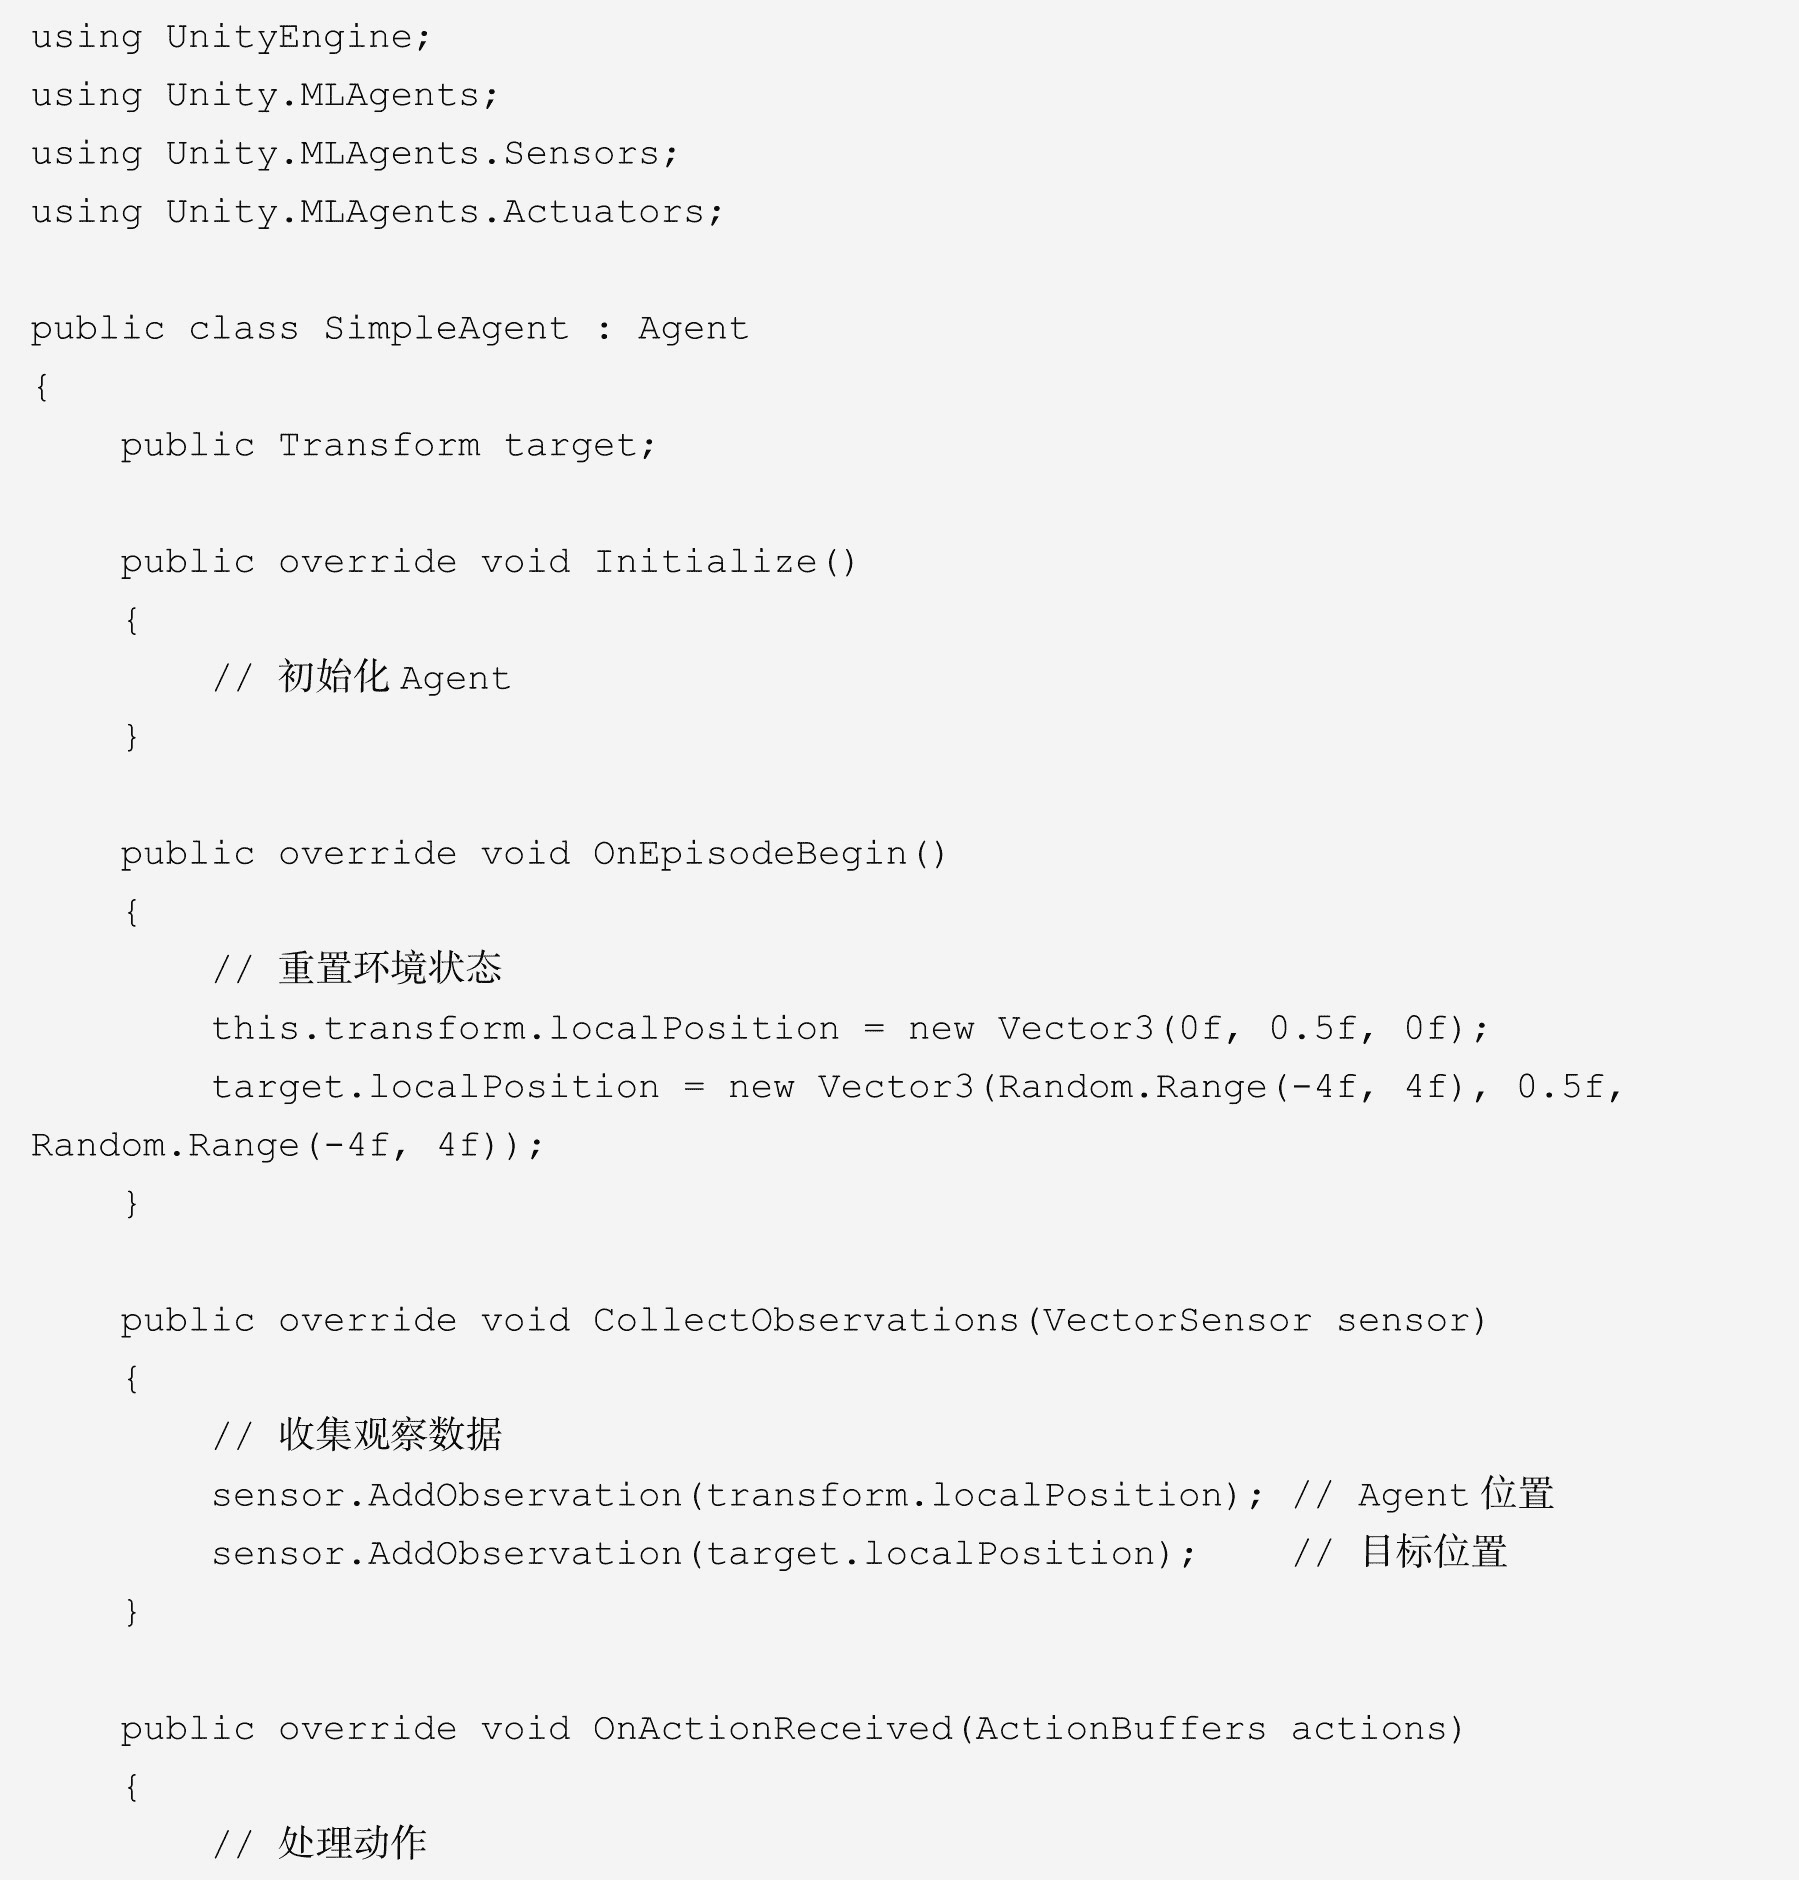 using UnityEngine;
using Unity.MLAgents;
using Unity.MLAgents.Sensors;
using Unity.MLAgents.Actuators;

public class SimpleAgent : Agent
{
    public Transform target;

    public override void Initialize()
    {
        // 初始化 Agent
    }

    public override void OnEpisodeBegin()
    {
        // 重置环境状态
        this.transform.localPosition = new Vector3(0f, 0.5f, 0f);
        target.localPosition = new Vector3(Random.Range(-4f, 4f), 0.5f,
Random.Range(-4f, 4f));
    }

    public override void CollectObservations(VectorSensor sensor)
    {
        // 收集观察数据
        sensor.AddObservation(transform.localPosition); // Agent 位置
        sensor.AddObservation(target.localPosition);    // 目标位置
    }

    public override void OnActionReceived(ActionBuffers actions)
    {
        // 处理动作